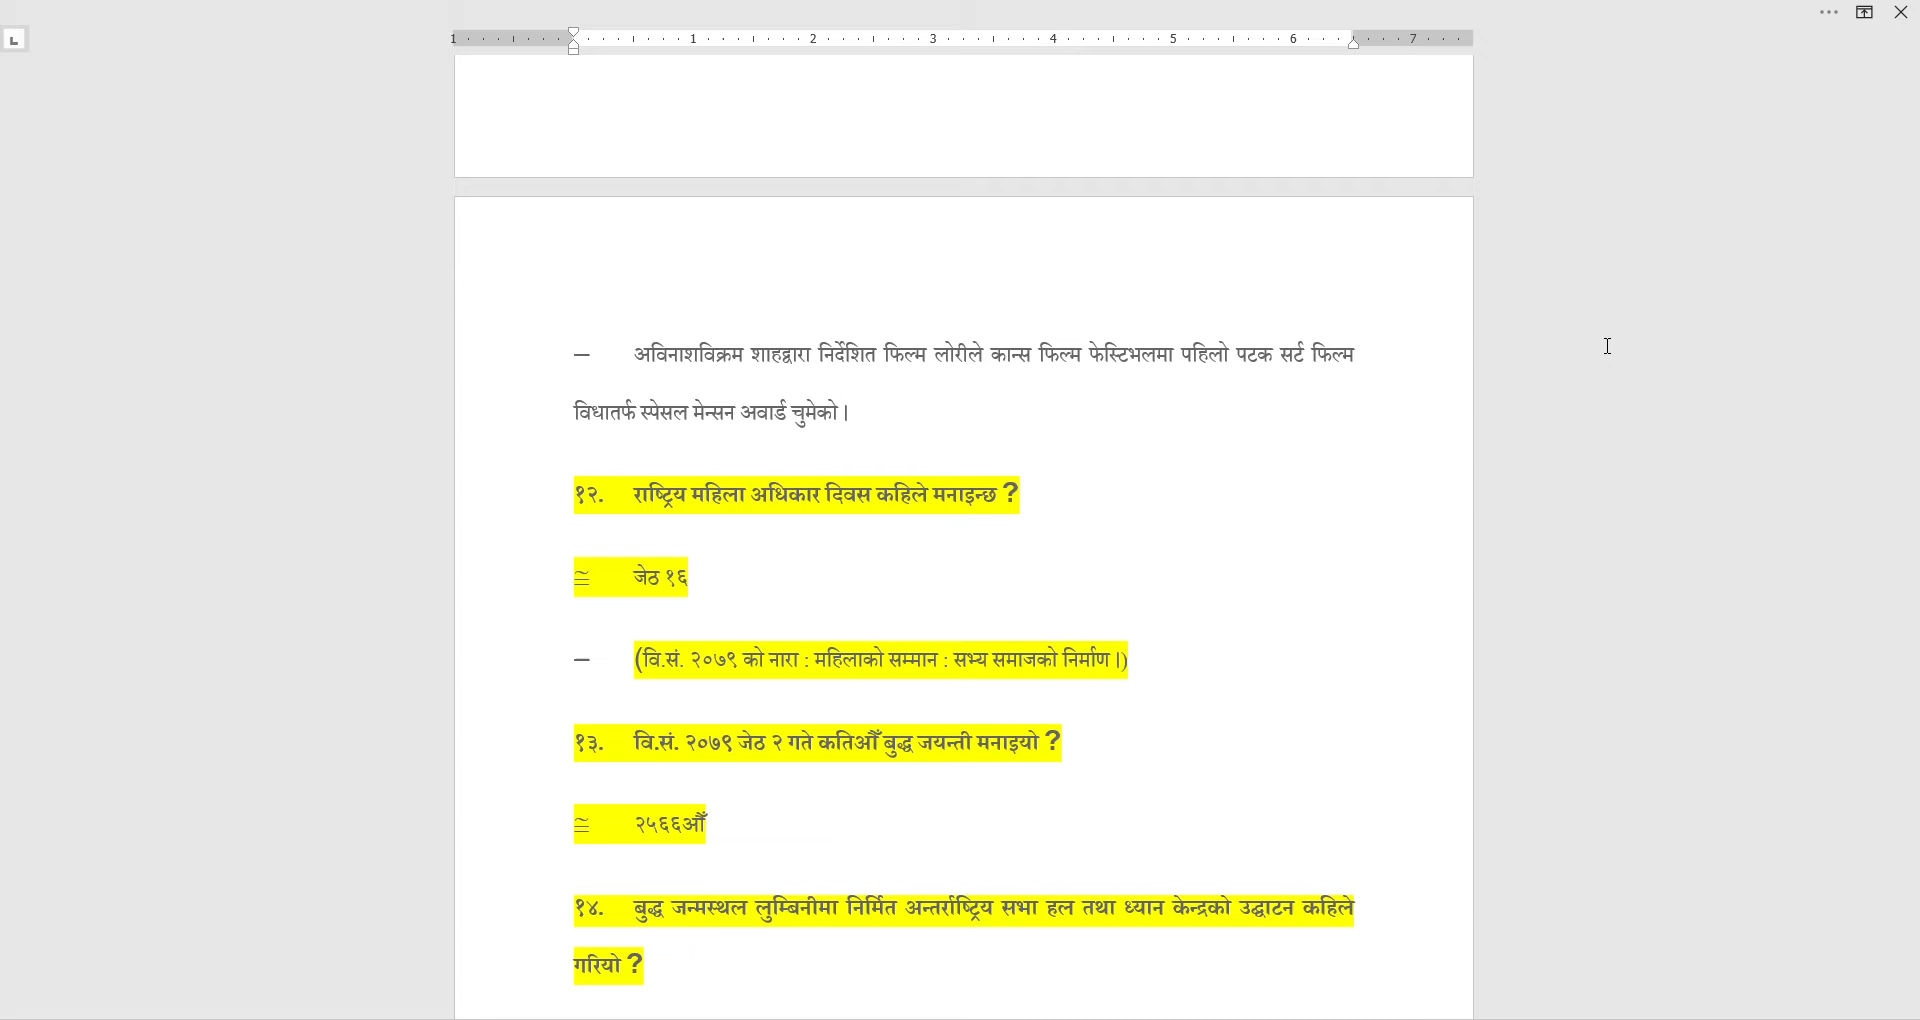 1 1 2 3 4 5 6 7
– अविनाशविक्रम शाहद्वारा निर्देशित फिल्म लोरीले कान्स फिल्म फेस्टिभलमा पहिलो पटक सर्ट फिल्म
विधातर्फ स्पेसल मेन्सन अवार्ड चुमेको।
१२. राष्ट्रिय महिला अधिकार दिवस कहिले मनाइन्छ ?
≅ जेठ १६
– (वि.सं. २०७९ को नारा : महिलाको सम्मान : सभ्य समाजको निर्माण।)
१३. वि.सं. २०७९ जेठ २ गते कतिऔँ बुद्ध जयन्ती मनाइयो ?
≅ २५६६औँ
१४. बुद्ध जन्मस्थल लुम्बिनीमा निर्मित अन्तर्राष्ट्रिय सभा हल तथा ध्यान केन्द्रको उद्घाटन कहिले
गरियो ?